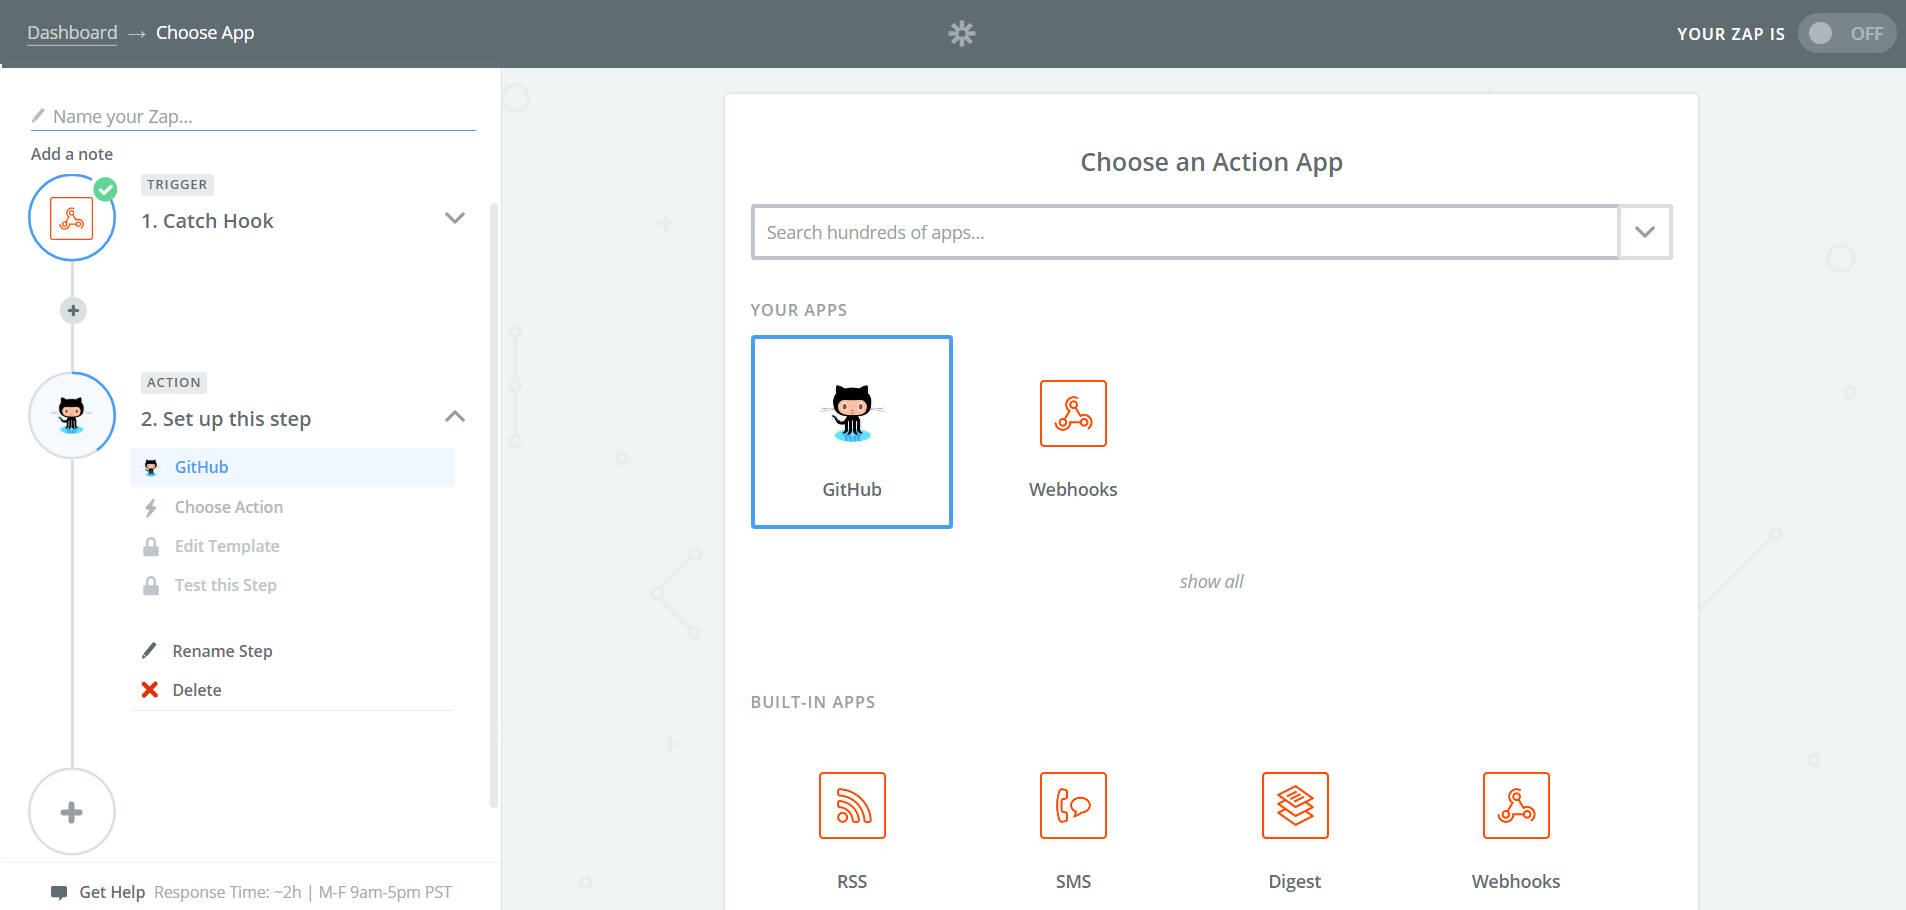 Dashboard → Choose App
YOUR ZAP IS OFF
Name your Zap...
Add a note
TRIGGER
1. Catch Hook
ACTION
2. Set up this step
GitHub
Choose Action
Edit Template
Test this Step
Rename Step
Delete
Get Help Response Time: ~2h | M-F 9am-5pm PST
Choose an Action App
Search hundreds of apps...
YOUR APPS
GitHub Webhooks
show all
BUILT-IN APPS
RSS SMS Digest Webhooks